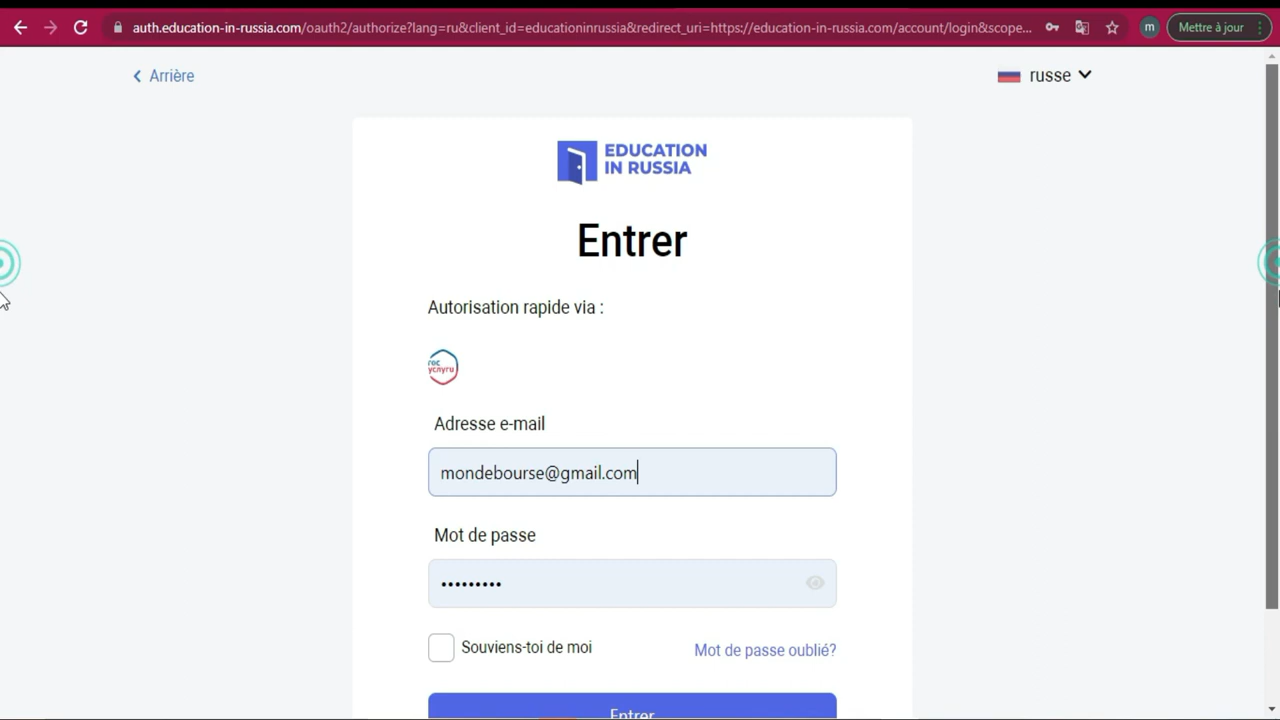 auth.education-in-russia.com/oauth2/authorize?lang=ru&client_id=educationinrussia&redirect_uri=https://education-in-russia.com/account/login&scope...
m
Mettre à jour
Arrière
russe
EDUCATION
IN RUSSIA
Entrer
Autorisation rapide via :
гос
услуги
Adresse e-mail
mondebourse@gmail.com
Mot de passe
•••••••••
Souviens-toi de moi
Mot de passe oublié?
Entrer